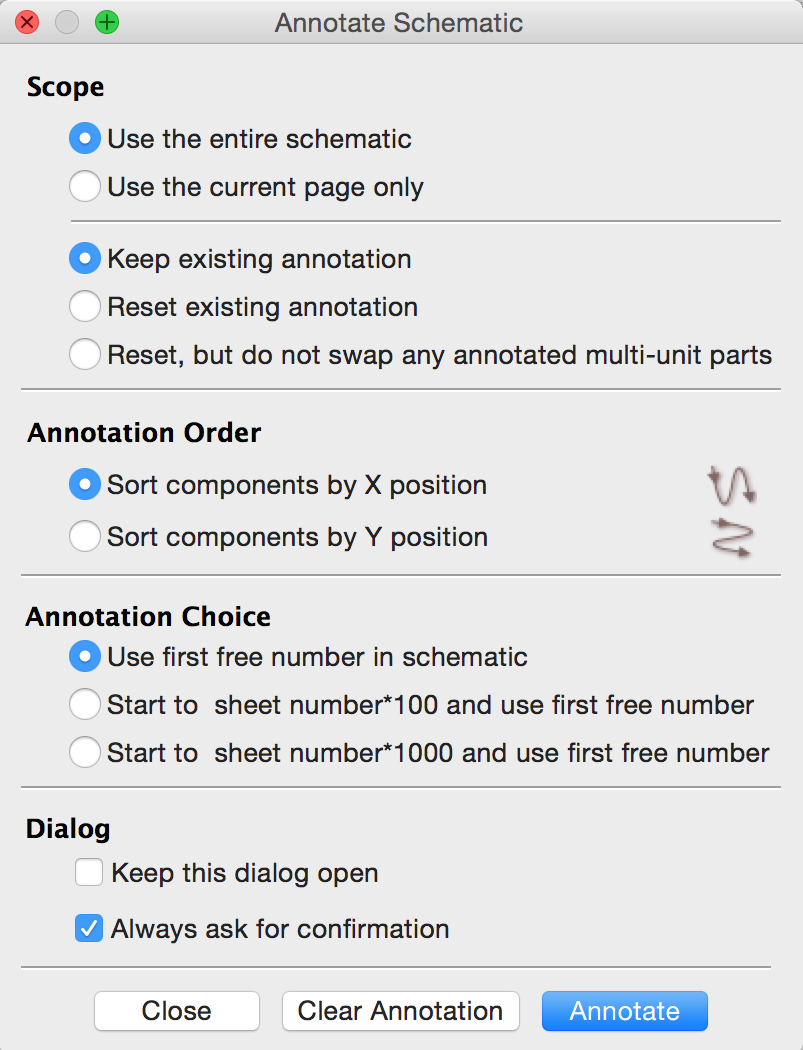 Annotate Schematic
Scope
Use the entire schematic
Use the current page only
Keep existing annotation
Reset existing annotation
Reset, but do not swap any annotated multi-unit parts
Annotation Order
Sort components by X position
Sort components by Y position
Annotation Choice
Use first free number in schematic
Start to  sheet number*100 and use first free number
Start to  sheet number*1000 and use first free number
Dialog
Keep this dialog open
Always ask for confirmation
Close Clear Annotation Annotate